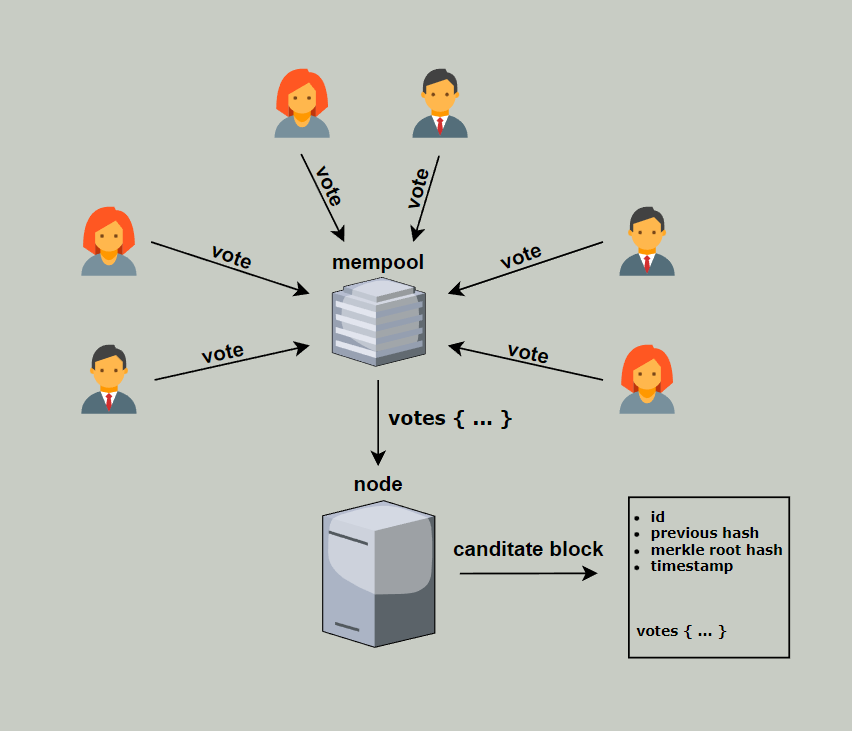 vote
vote
vote
vote
mempool
vote
vote
votes { ... }
node
canditate block
• id
• previous hash
• merkle root hash
• timestamp
votes { ... }